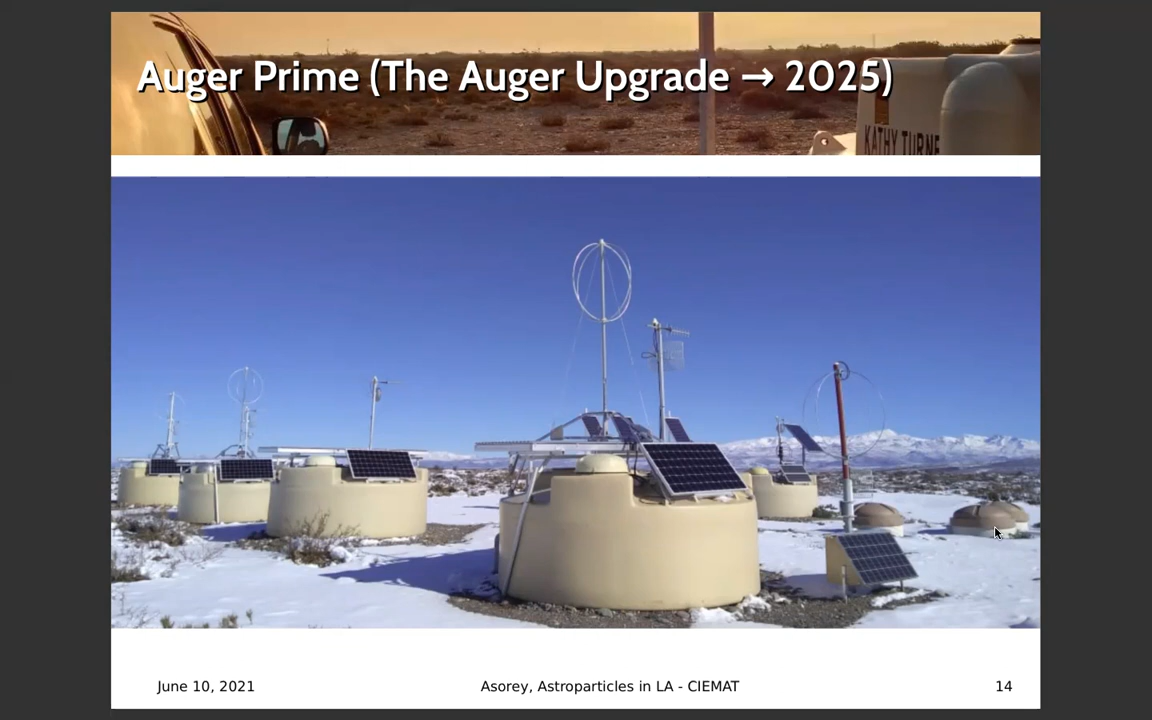 Auger Prime (The Auger Upgrade → 2025)
KATHY TURNE
June 10, 2021
Asorey, Astroparticles in LA - CIEMAT
14